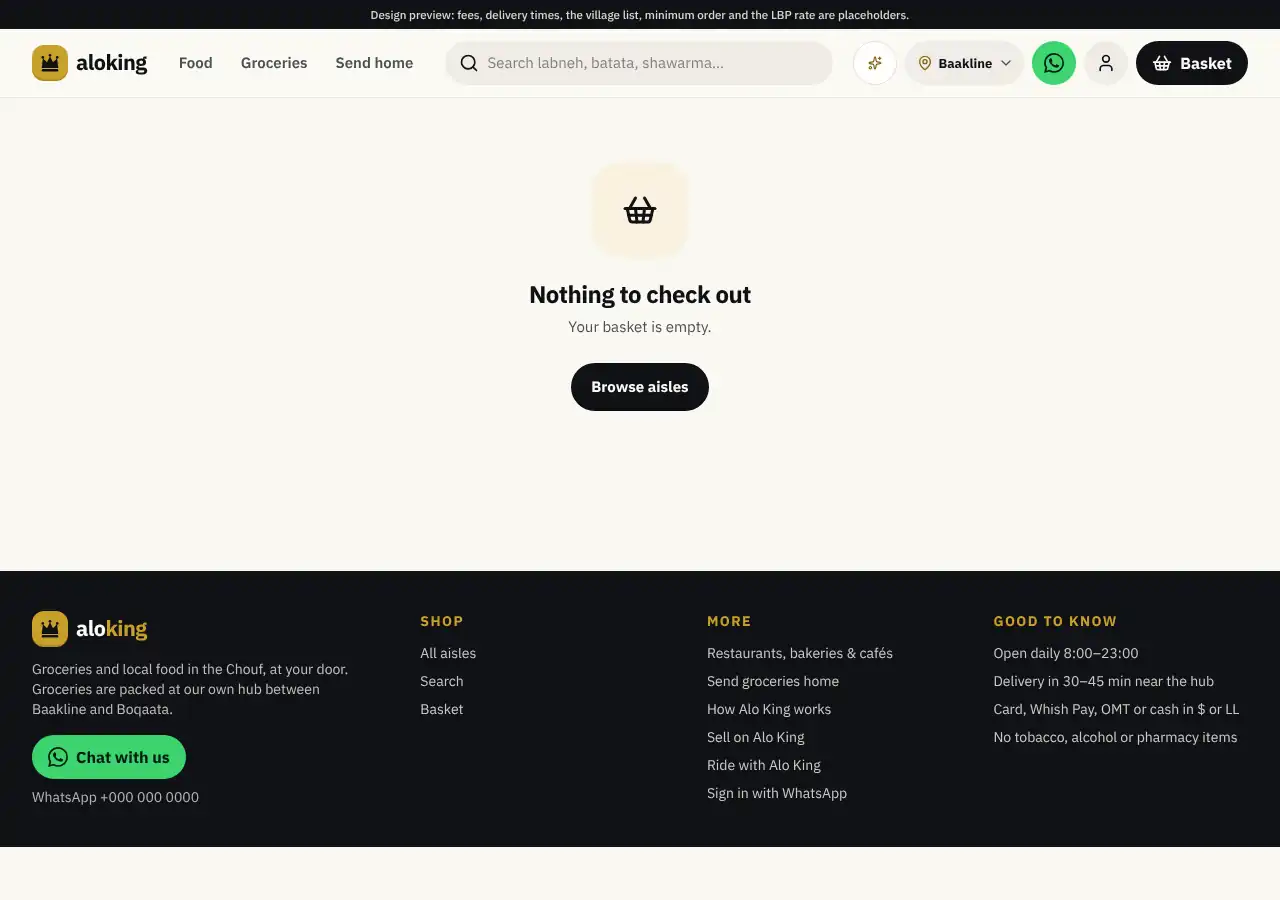 Design preview: fees, delivery times, the village list, minimum order and the LBP rate are placeholders.
aloking
Food
Groceries
Send home
Search labneh, batata, shawarma...
Baakline
Basket
Nothing to check out
Your basket is empty.
Browse aisles
aloking
Groceries and local food in the Chouf, at your door.
Groceries are packed at our own hub between
Baakline and Boqaata.
Chat with us
WhatsApp +000 000 0000
SHOP
All aisles
Search
Basket
MORE
Restaurants, bakeries & cafés
Send groceries home
How Alo King works
Sell on Alo King
Ride with Alo King
Sign in with WhatsApp
GOOD TO KNOW
Open daily 8:00–23:00
Delivery in 30–45 min near the hub
Card, Whish Pay, OMT or cash in $ or LL
No tobacco, alcohol or pharmacy items